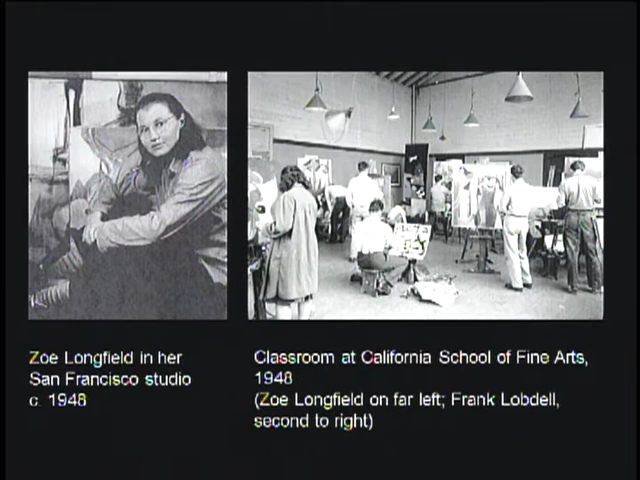 Zoe Longfield in her
San Francisco studio
c. 1948
Classroom at California School of Fine Arts,
1948
(Zoe Longfield on far left; Frank Lobdell,
second to right)